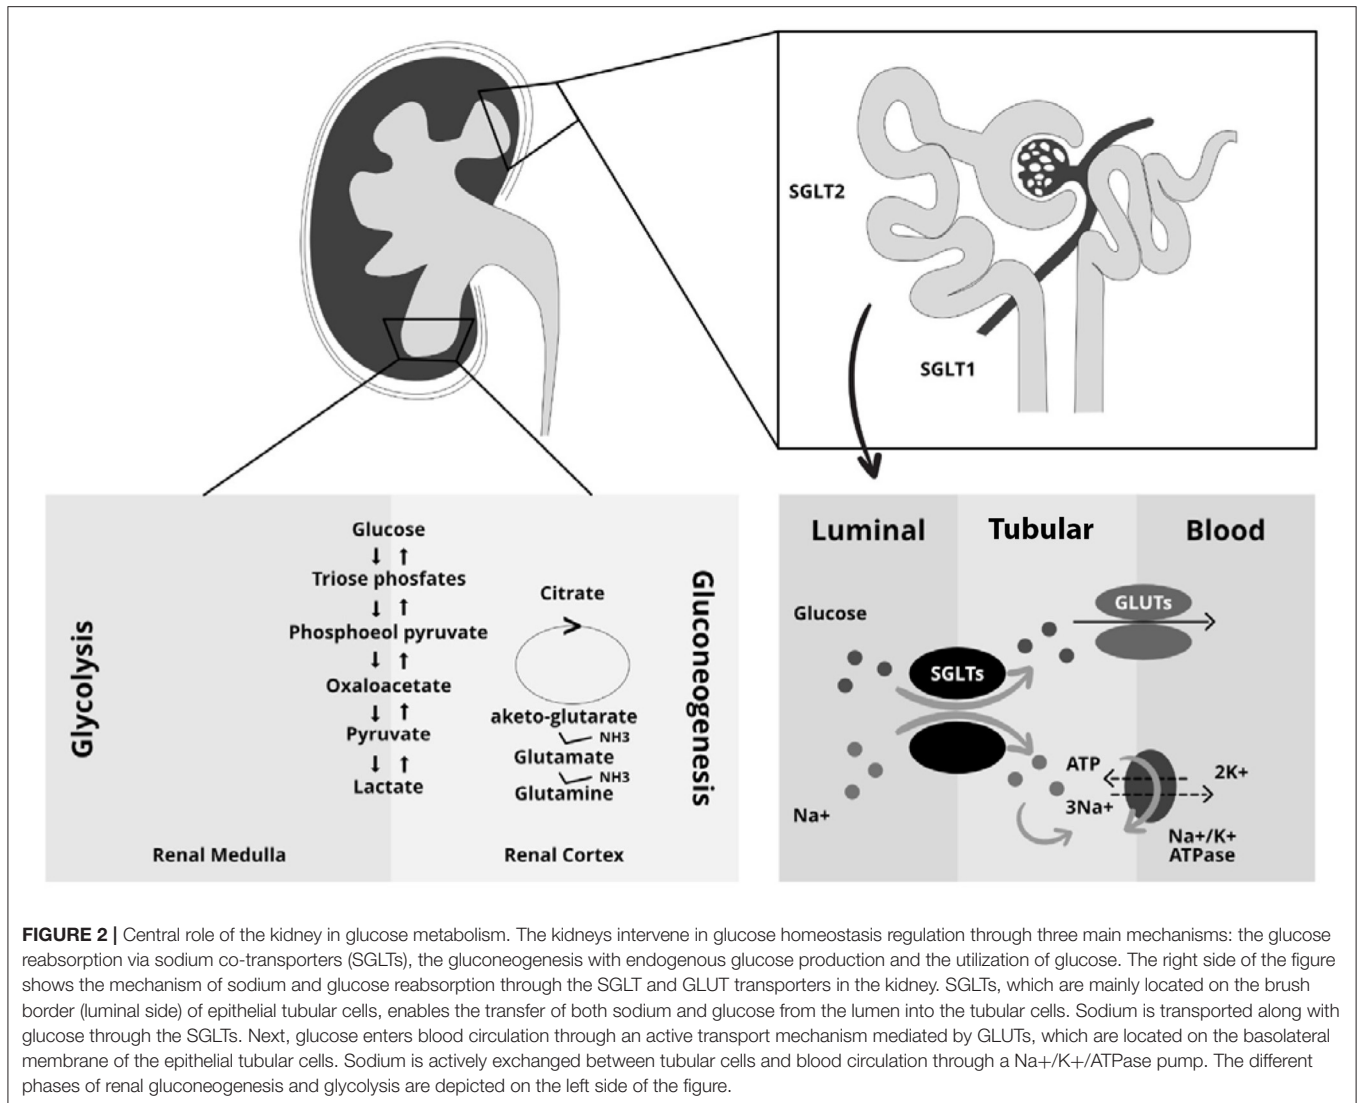 SGLT2
SGLT1
Glycolysis
Glucose
Triose phosfates
Phosphoeol pyruvate
Oxaloacetate
Pyruvate
Lactate
Renal Medulla
Citrate
aketo-glutarate
NH3
Glutamate
NH3
Glutamine
Renal Cortex
Gluconeogenesis
Luminal
Tubular
Blood
Glucose
SGLTs
GLUTs
Na+
ATP
3Na+
2K+
Na+/K+
ATPase
FIGURE 2 | Central role of the kidney in glucose metabolism. The kidneys intervene in glucose homeostasis regulation through three main mechanisms: the glucose
reabsorption via sodium co-transporters (SGLTs), the gluconeogenesis with endogenous glucose production and the utilization of glucose. The right side of the figure
shows the mechanism of sodium and glucose reabsorption through the SGLT and GLUT transporters in the kidney. SGLTs, which are mainly located on the brush
border (luminal side) of epithelial tubular cells, enables the transfer of both sodium and glucose from the lumen into the tubular cells. Sodium is transported along with
glucose through the SGLTs. Next, glucose enters blood circulation through an active transport mechanism mediated by GLUTs, which are located on the basolateral
membrane of the epithelial tubular cells. Sodium is actively exchanged between tubular cells and blood circulation through a Na+/K+/ATPase pump. The different
phases of renal gluconeogenesis and glycolysis are depicted on the left side of the figure.